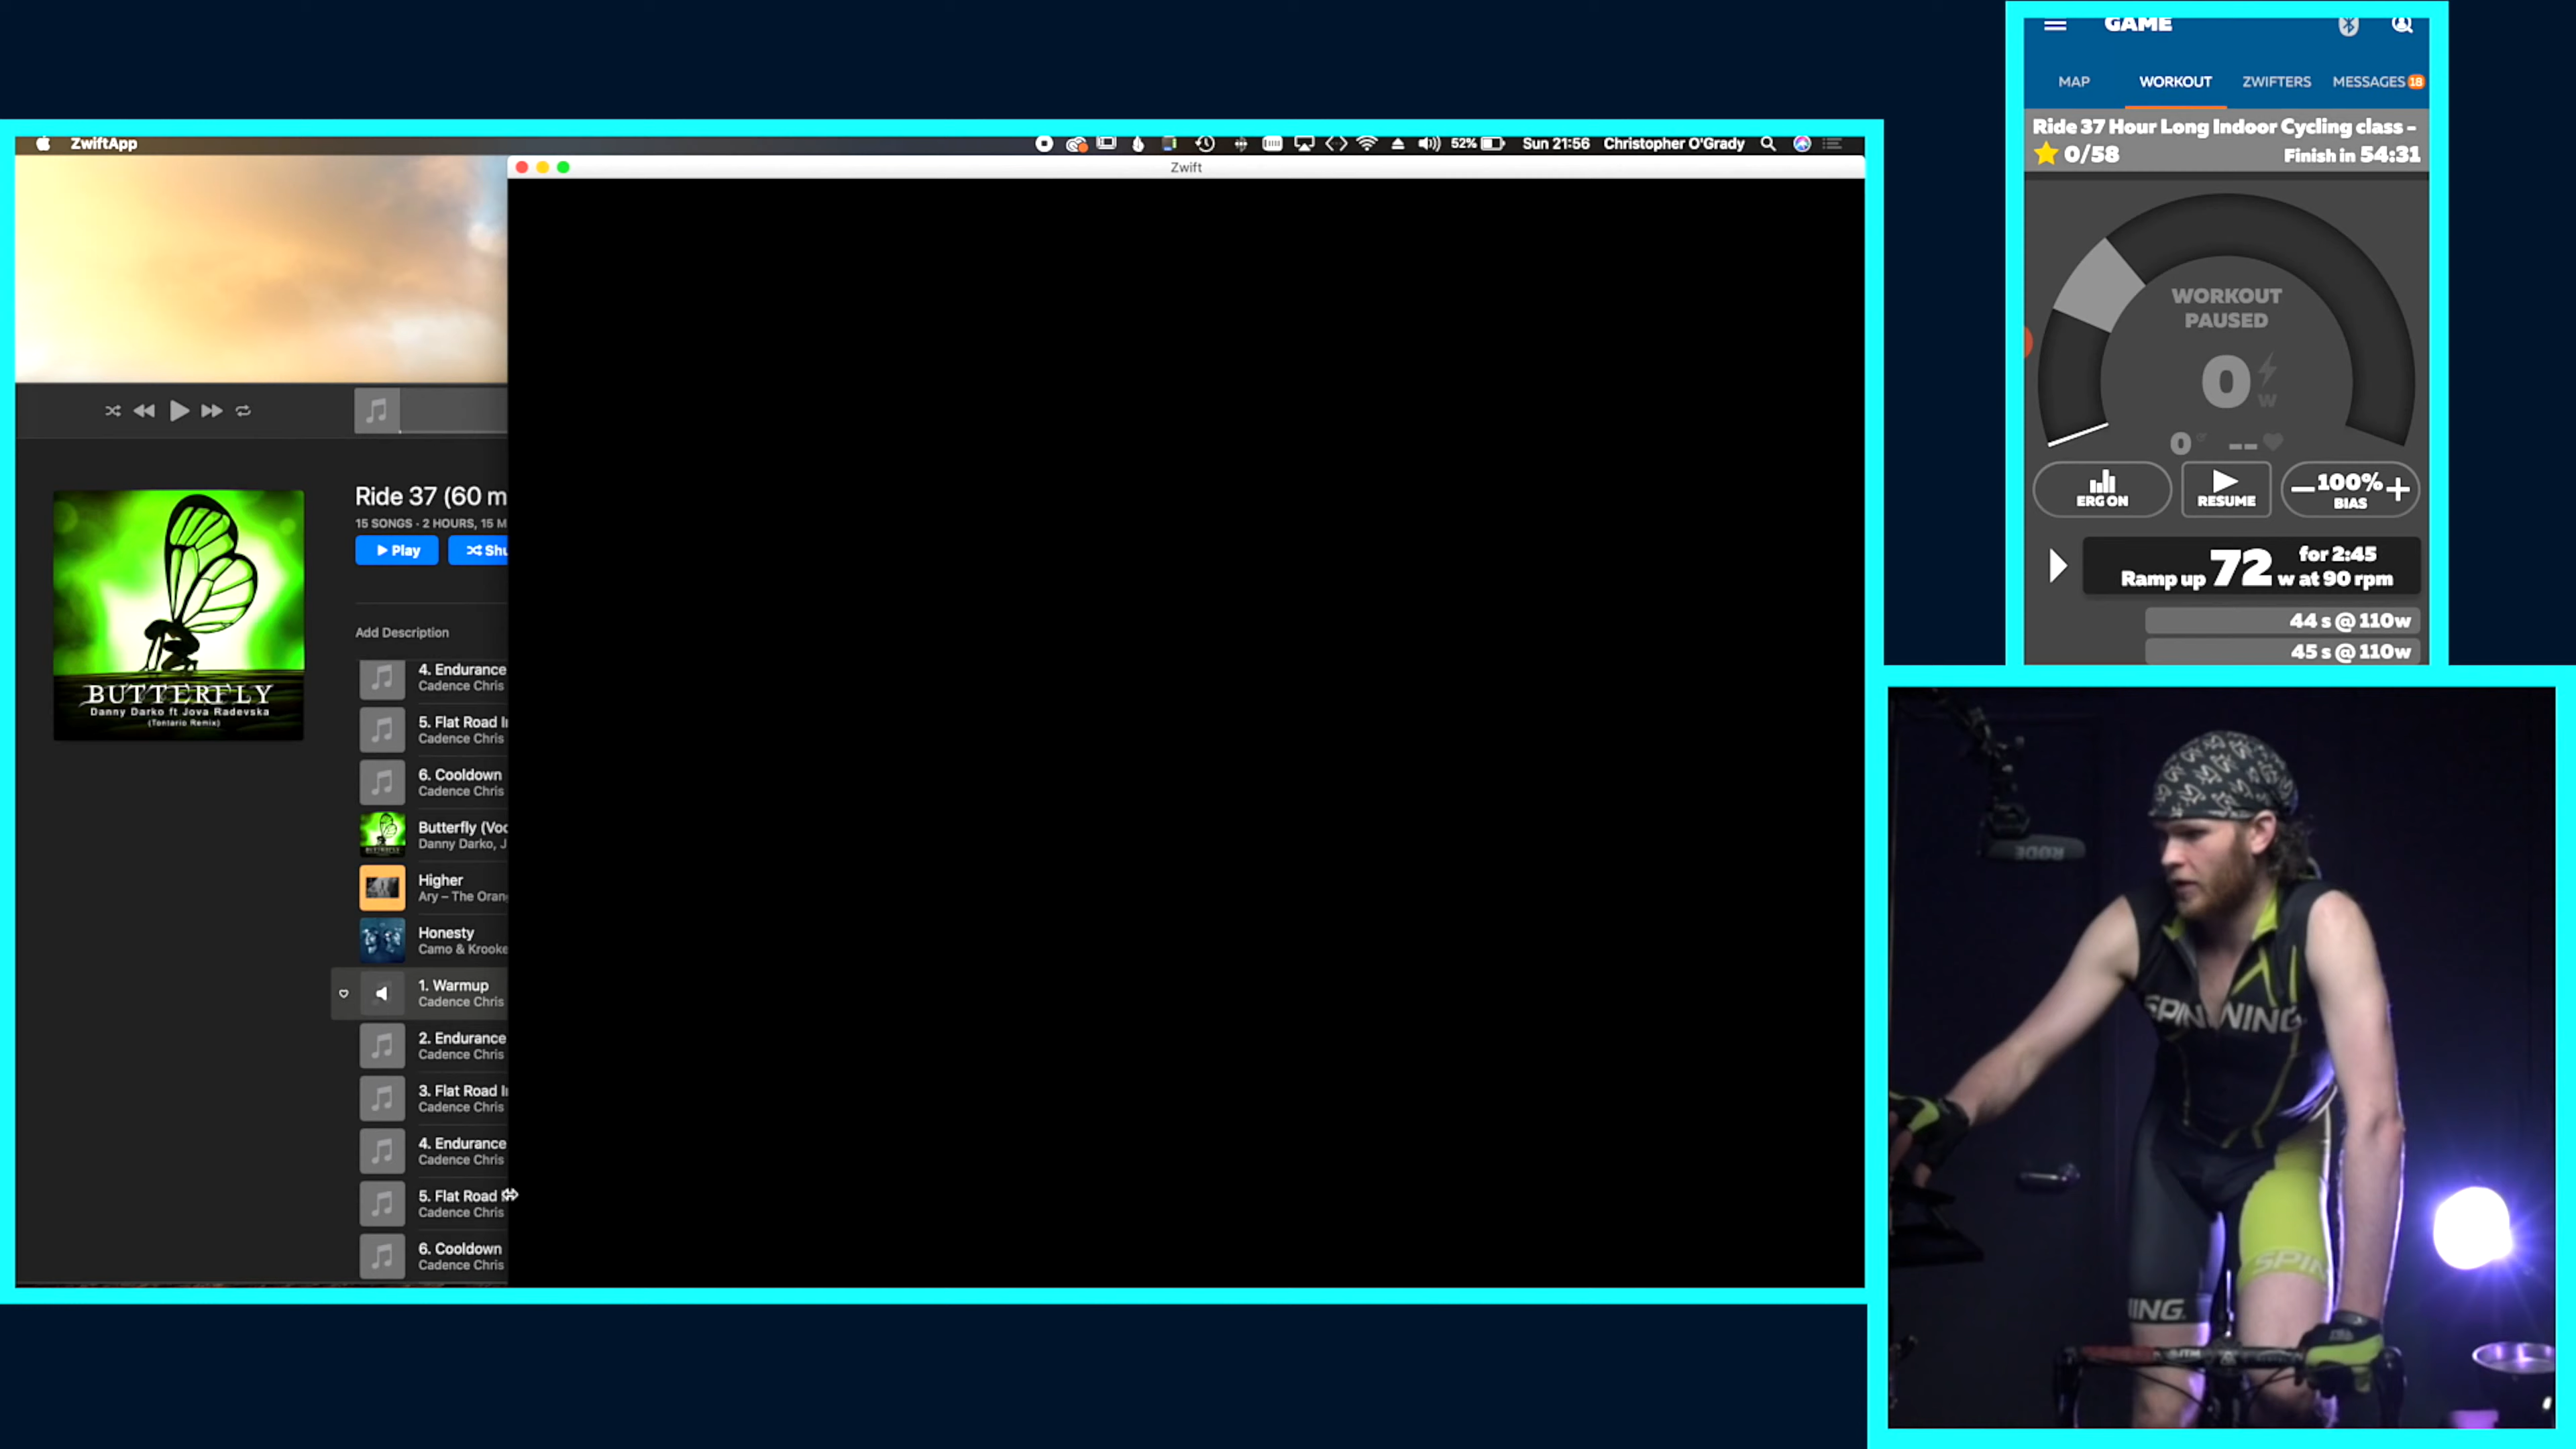 ZwiftApp
52%
Sun 21:56
Christopher O'Grady
Zwift
Ride 37 (60 m
15 SONGS · 2 HOURS, 15 M
Play
Shu
Add Description
BUTTERFLY
Danny Darko ft Jova Radevska
(Tontario Remix)
4. Endurance
Cadence Chris
5. Flat Road I
Cadence Chris
6. Cooldown
Cadence Chris
Butterfly (Voc
Danny Darko, J
Higher
Ary – The Oran
Honesty
Camo & Krooke
1. Warmup
Cadence Chris
2. Endurance
Cadence Chris
3. Flat Road I
Cadence Chris
4. Endurance
Cadence Chris
5. Flat Road
Cadence Chris
6. Cooldown
Cadence Chris
GAME
MAP
WORKOUT
ZWIFTERS
MESSAGES 18
Ride 37 Hour Long Indoor Cycling class -
0/58
Finish in 54:31
WORKOUT
PAUSED
0
W
0 --
ERG ON
RESUME
−100%+
BIAS
72
for 2:45
Ramp up w at 90 rpm
44 s @ 110w
45 s @ 110w
RØDE
SPINNING
SPIN
NING.